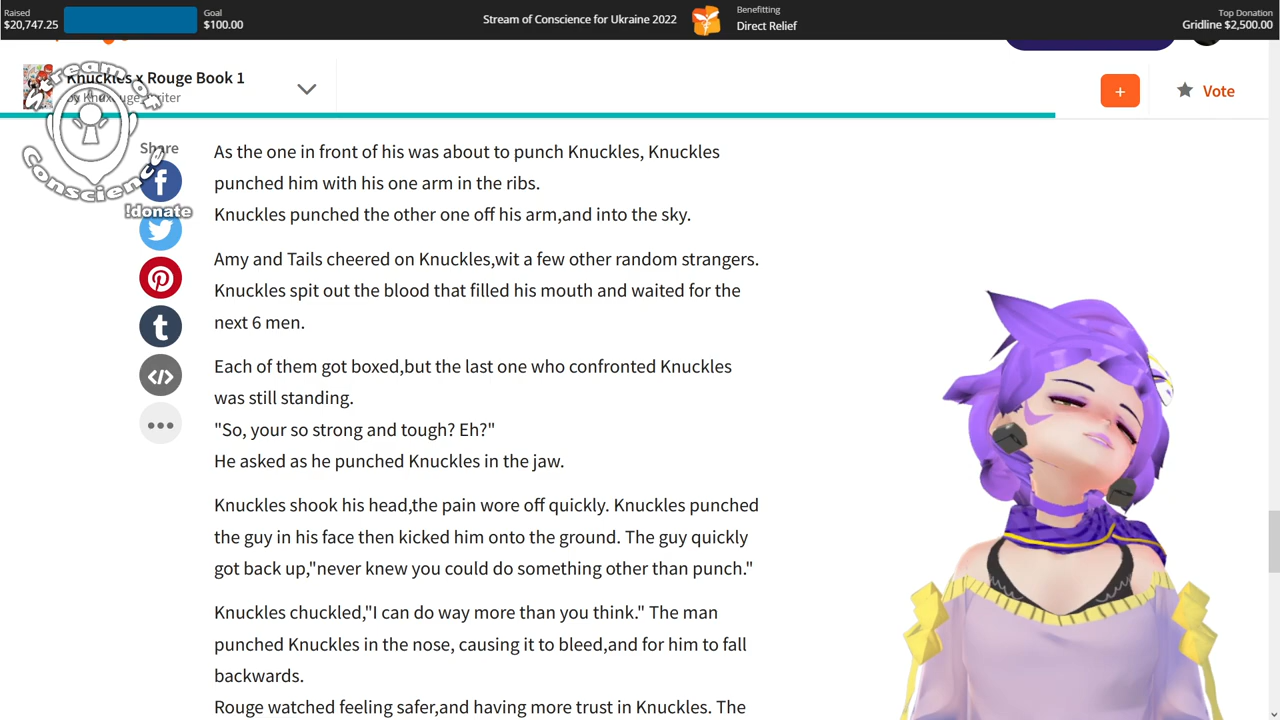 Raised
$20,747.25
Goal
$100.00
Stream of Conscience for Ukraine 2022
Benefitting
Direct Relief
Top Donation
Gridline $2,500.00
Knuckles x Rouge Book 1
by
Vote
Stream of
Conscience
!donate
Share
As the one in front of his was about to punch Knuckles, Knuckles
punched him with his one arm in the ribs.
Knuckles punched the other one off his arm,and into the sky.
Amy and Tails cheered on Knuckles,wit a few other random strangers.
Knuckles spit out the blood that filled his mouth and waited for the
next 6 men.
Each of them got boxed,but the last one who confronted Knuckles
was still standing.
"So, your so strong and tough? Eh?"
He asked as he punched Knuckles in the jaw.
Knuckles shook his head,the pain wore off quickly. Knuckles punched
the guy in his face then kicked him onto the ground. The guy quickly
got back up,"never knew you could do something other than punch."
Knuckles chuckled,"I can do way more than you think." The man
punched Knuckles in the nose, causing it to bleed,and for him to fall
backwards.
Rouge watched feeling safer,and having more trust in Knuckles. The